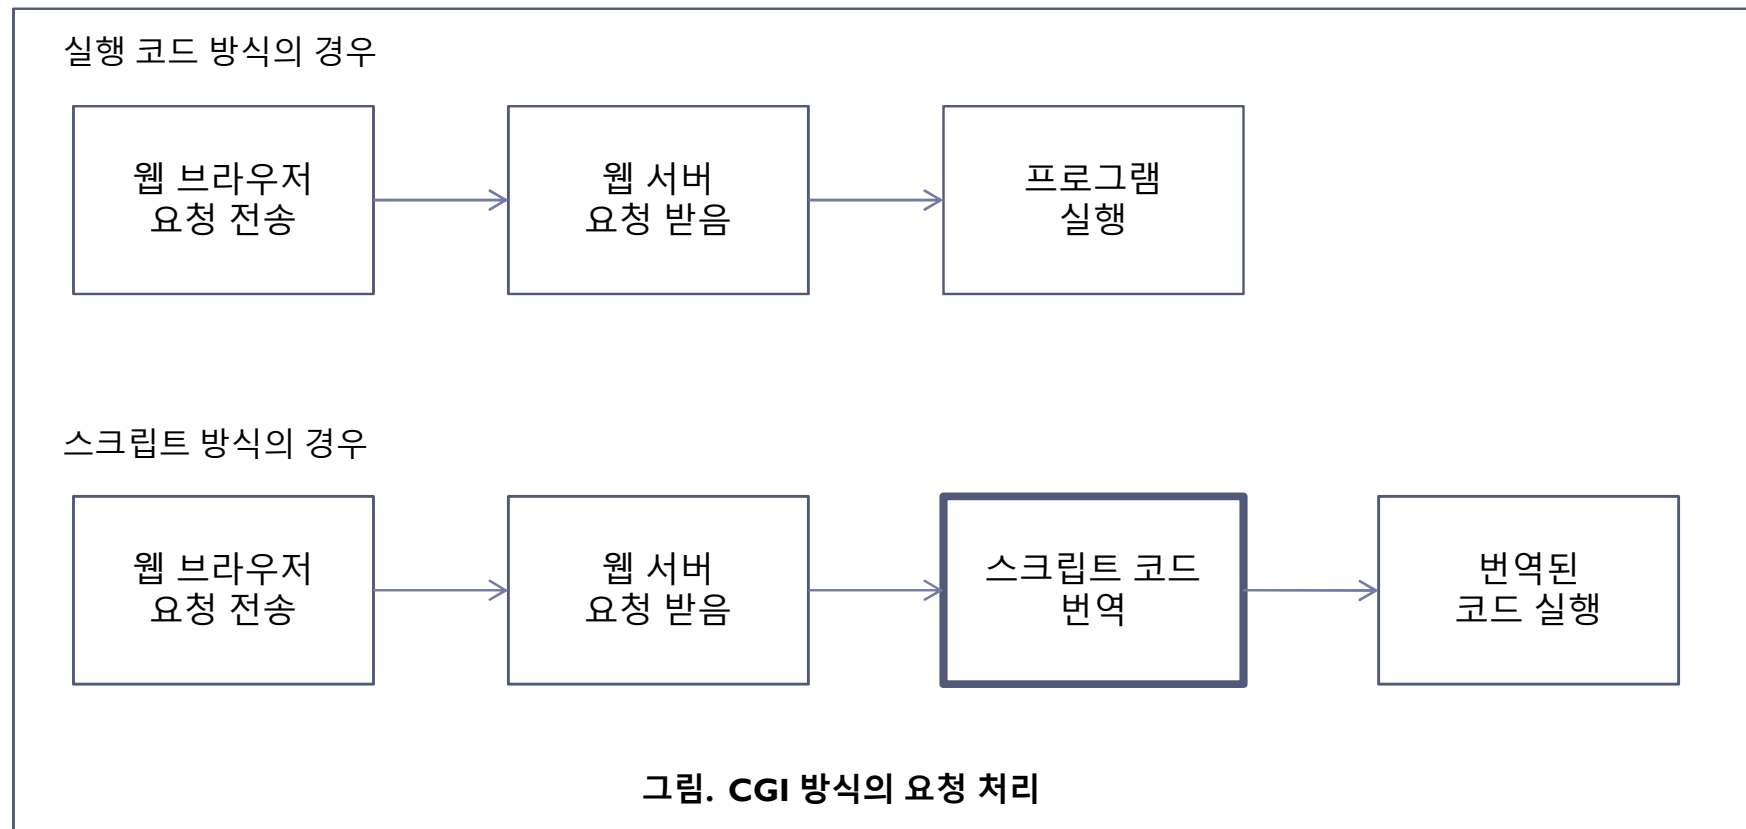 실행 코드 방식의 경우
웹 브라우저
요청 전송
웹 서버
요청 받음
프로그램
실행
스크립트 방식의 경우
웹 브라우저
요청 전송
웹 서버
요청 받음
스크립트 코드
번역
번역된
코드 실행
그림. CGI 방식의 요청 처리